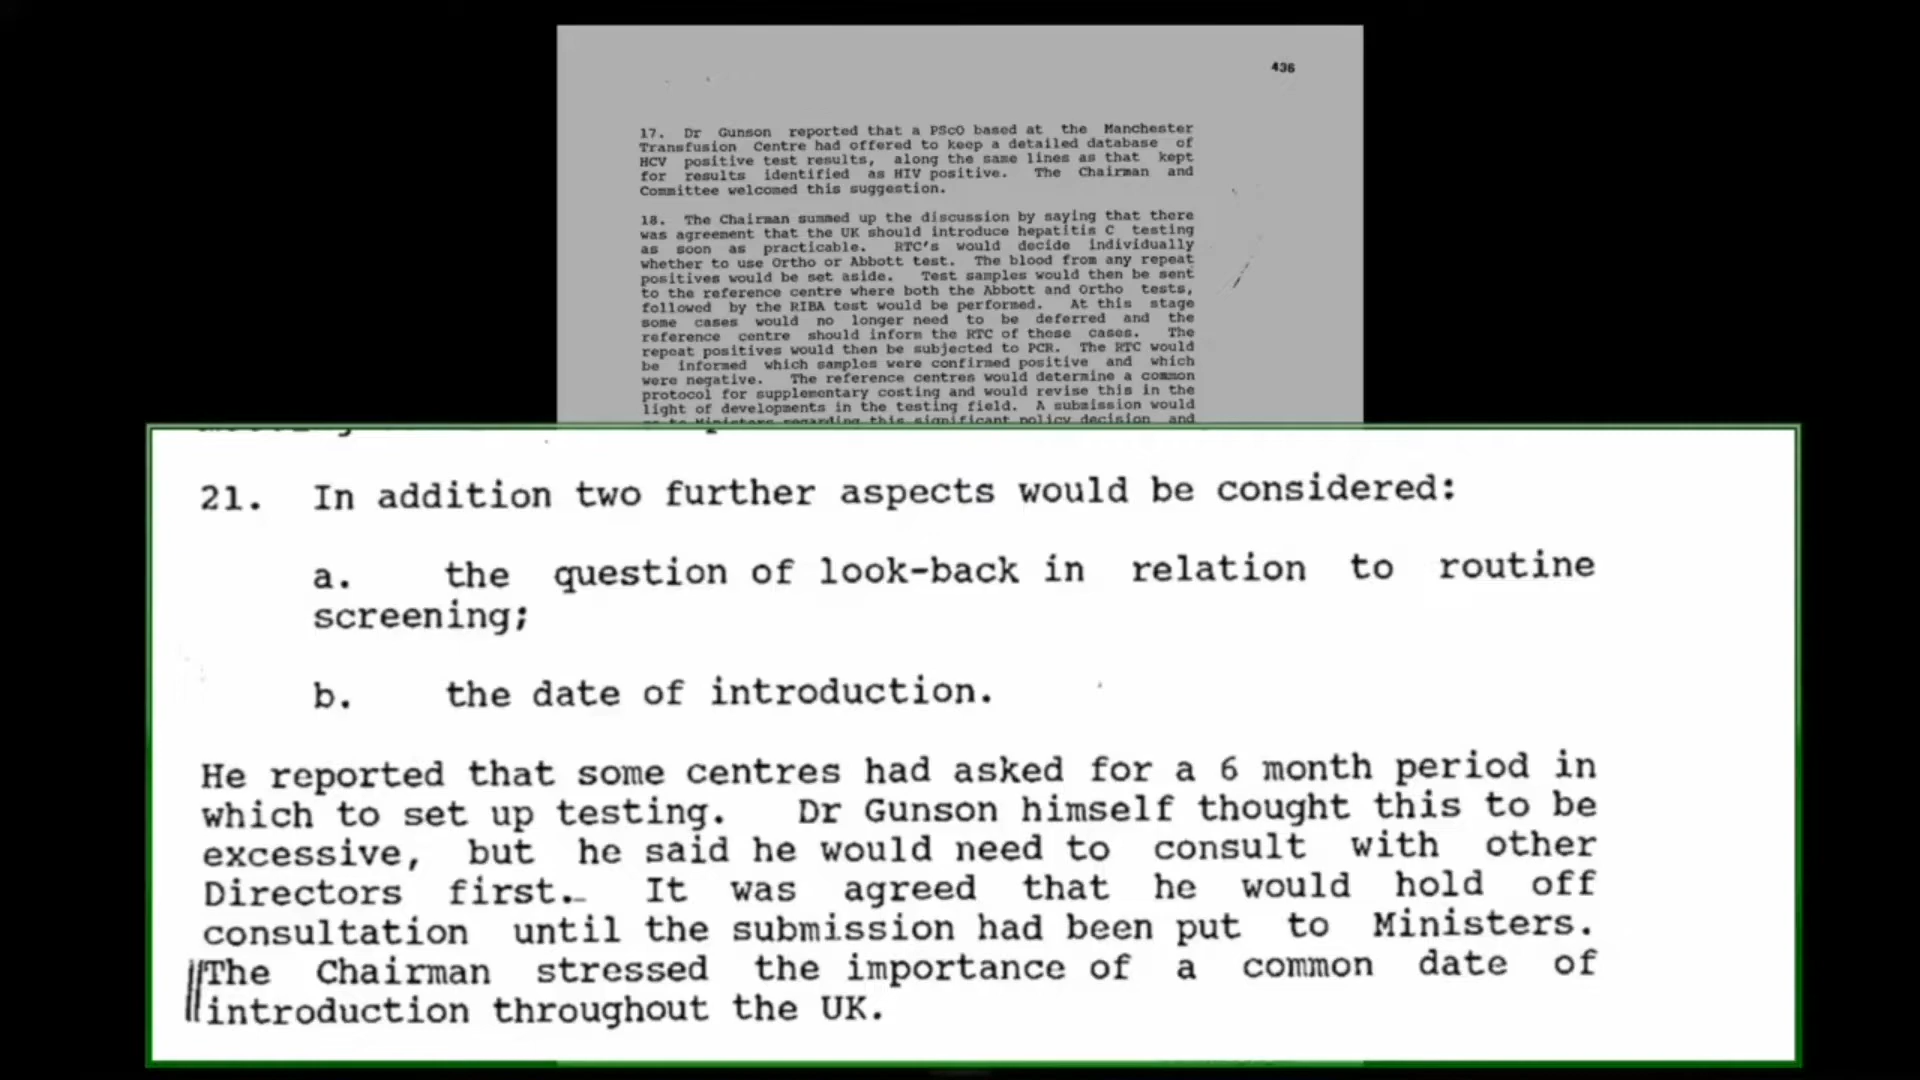 436
17. Dr Gunson reported that a PScO based at the Manchester
Transfusion Centre had offered to keep a detailed database of
HCV positive test results, along the same lines as that kept
for results identified as HIV positive. The Chairman and
Committee welcomed this suggestion.
18. The Chairman summed up the discussion by saying that there
was agreement that the UK should introduce hepatitis C testing
as soon as practicable. RTC's would decide individually
whether to use Ortho or Abbott test. The blood from any repeat
positives would be set aside. Test samples would then be sent
to the reference centre where both the Abbott and Ortho tests,
followed by the RIBA test would be performed. At this stage
some cases would no longer need to be deferred and the
reference centre should inform the RTC of these cases. The
repeat positives would then be subjected to PCR. The RTC would
be informed which samples were confirmed positive and which
were negative. The reference centres would determine a common
protocol for supplementary costing and would revise this in the
light of developments in the testing field. A submission would
go to Ministers regarding this significant policy decision and
21. In addition two further aspects would be considered:
a. the question of look-back in relation to routine
screening;
b. the date of introduction.
He reported that some centres had asked for a 6 month period in
which to set up testing. Dr Gunson himself thought this to be
excessive, but he said he would need to consult with other
Directors first. It was agreed that he would hold off
consultation until the submission had been put to Ministers.
The Chairman stressed the importance of a common date of
introduction throughout the UK.